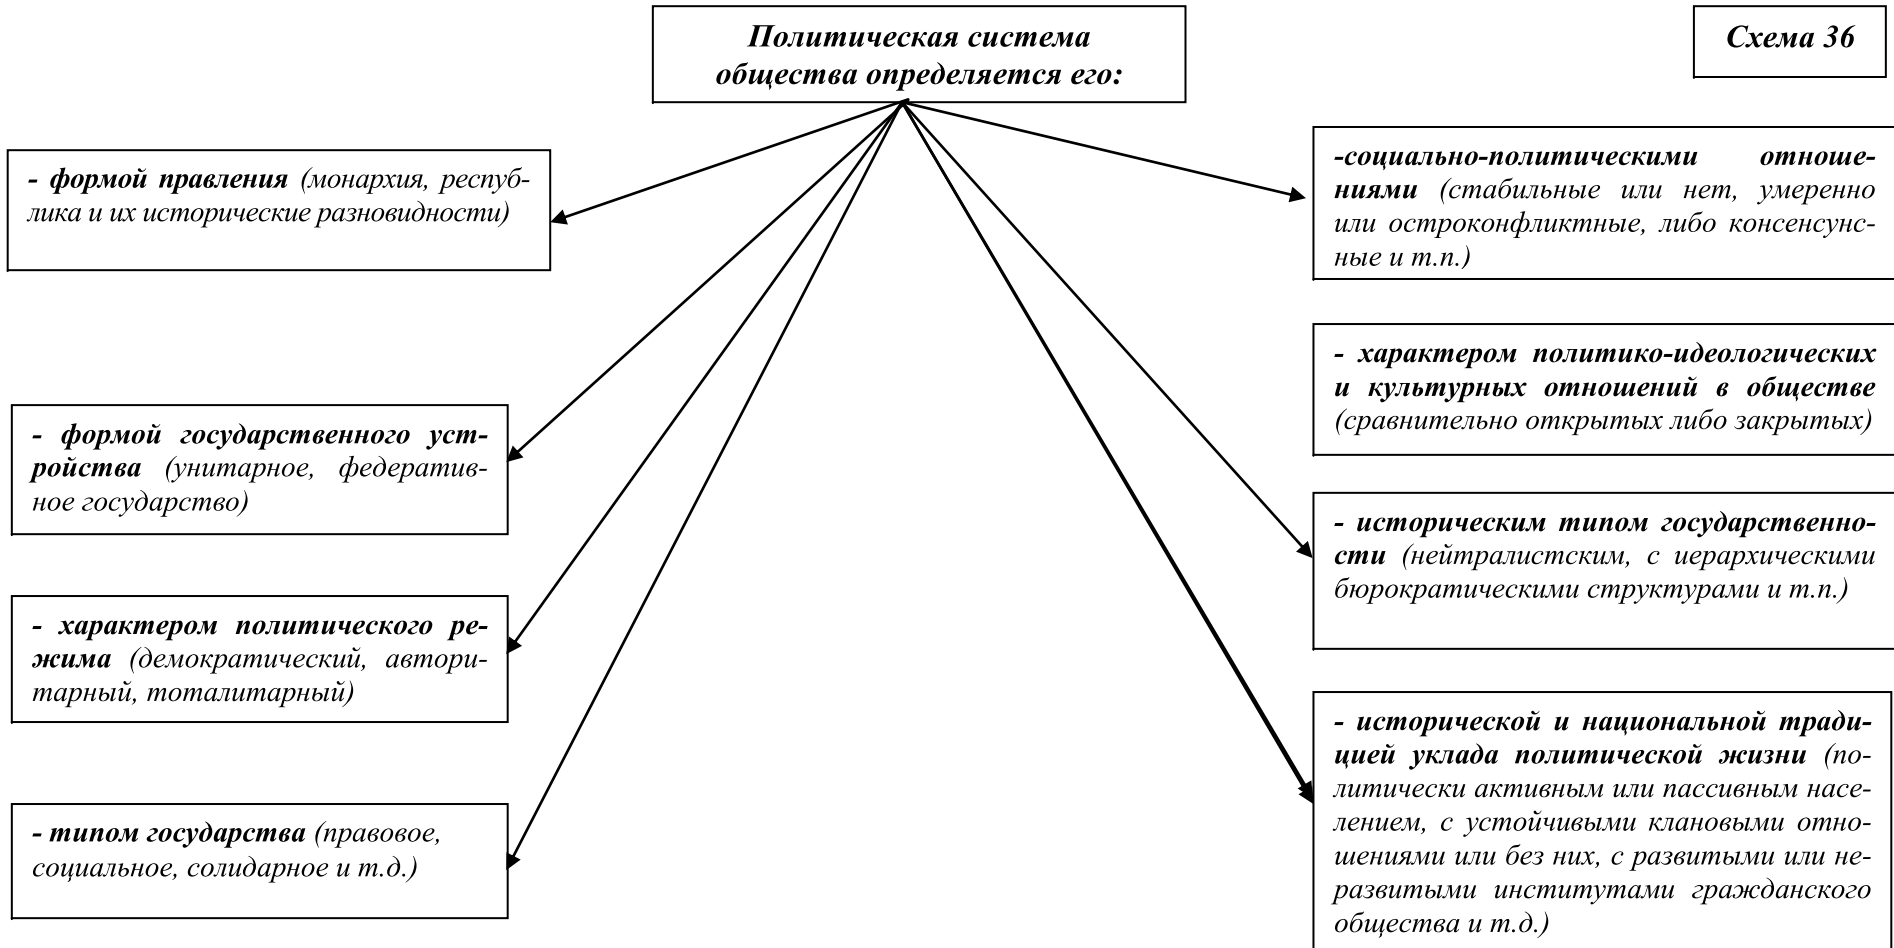 Политическая система
общества определяется его:
Схема 36
- формой правления (монархия, респуб-
лика и их исторические разновидности)
- формой государственного уст-
ройства (унитарное, федератив-
ное государство)
- характером политического ре-
жима (демократический, автори-
тарный, тоталитарный)
- типом государства (правовое,
социальное, солидарное и т.д.)
-социально-политическими отноше-
ниями (стабильные или нет, умеренно
или остроконфликтные, либо консенсунс-
ные и т.п.)
- характером политико-идеологических
и культурных отношений в обществе
(сравнительно открытых либо закрытых)
- историческим типом государственно-
сти (нейтралистским, с иерархическими
бюрократическими структурами и т.п.)
- исторической и национальной тради-
цией уклада политической жизни (по-
литически активным или пассивным насе-
лением, с устойчивыми клановыми отно-
шениями или без них, с развитыми или не-
развитыми институтами гражданского
общества и т.д.)